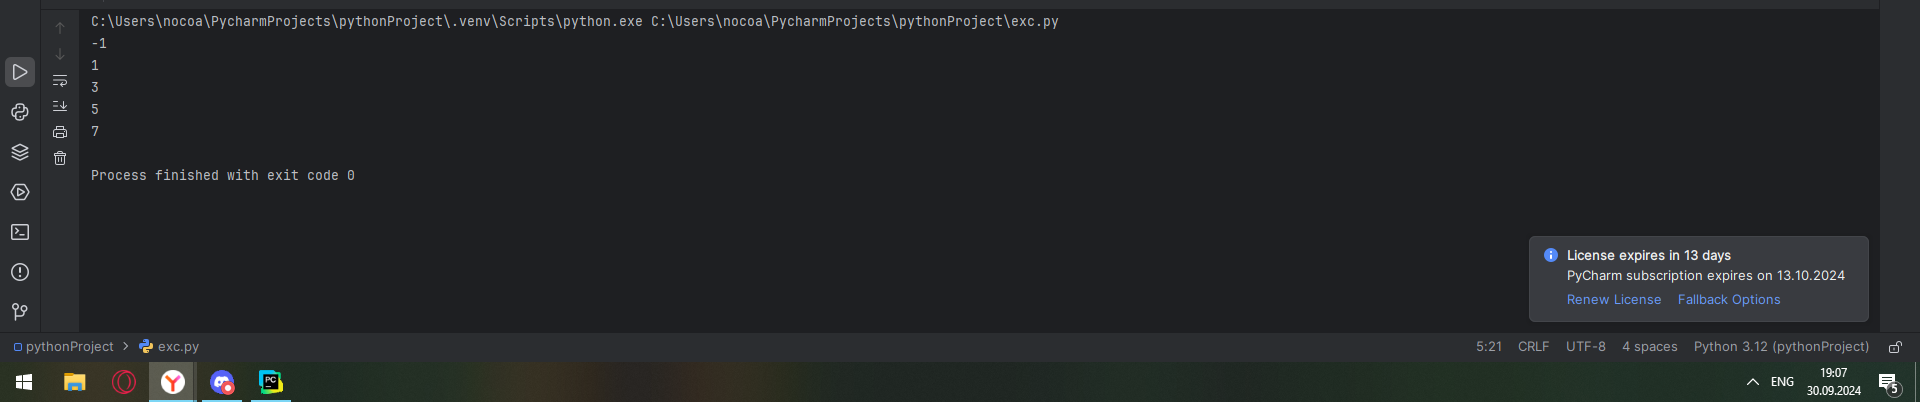 C:\Users\nocoa\PycharmProjects\pythonProject\.venv\Scripts\python.exe C:\Users\nocoa\PycharmProjects\pythonProject\exc.py
-1
1
3
5
7
Process finished with exit code 0
License expires in 13 days
PyCharm subscription expires on 13.10.2024
Renew License Fallback Options
pythonProject > exc.py 5:21 CRLF UTF-8 4 spaces Python 3.12 (pythonProject)
PC ENG 19:07
30.09.2024 5